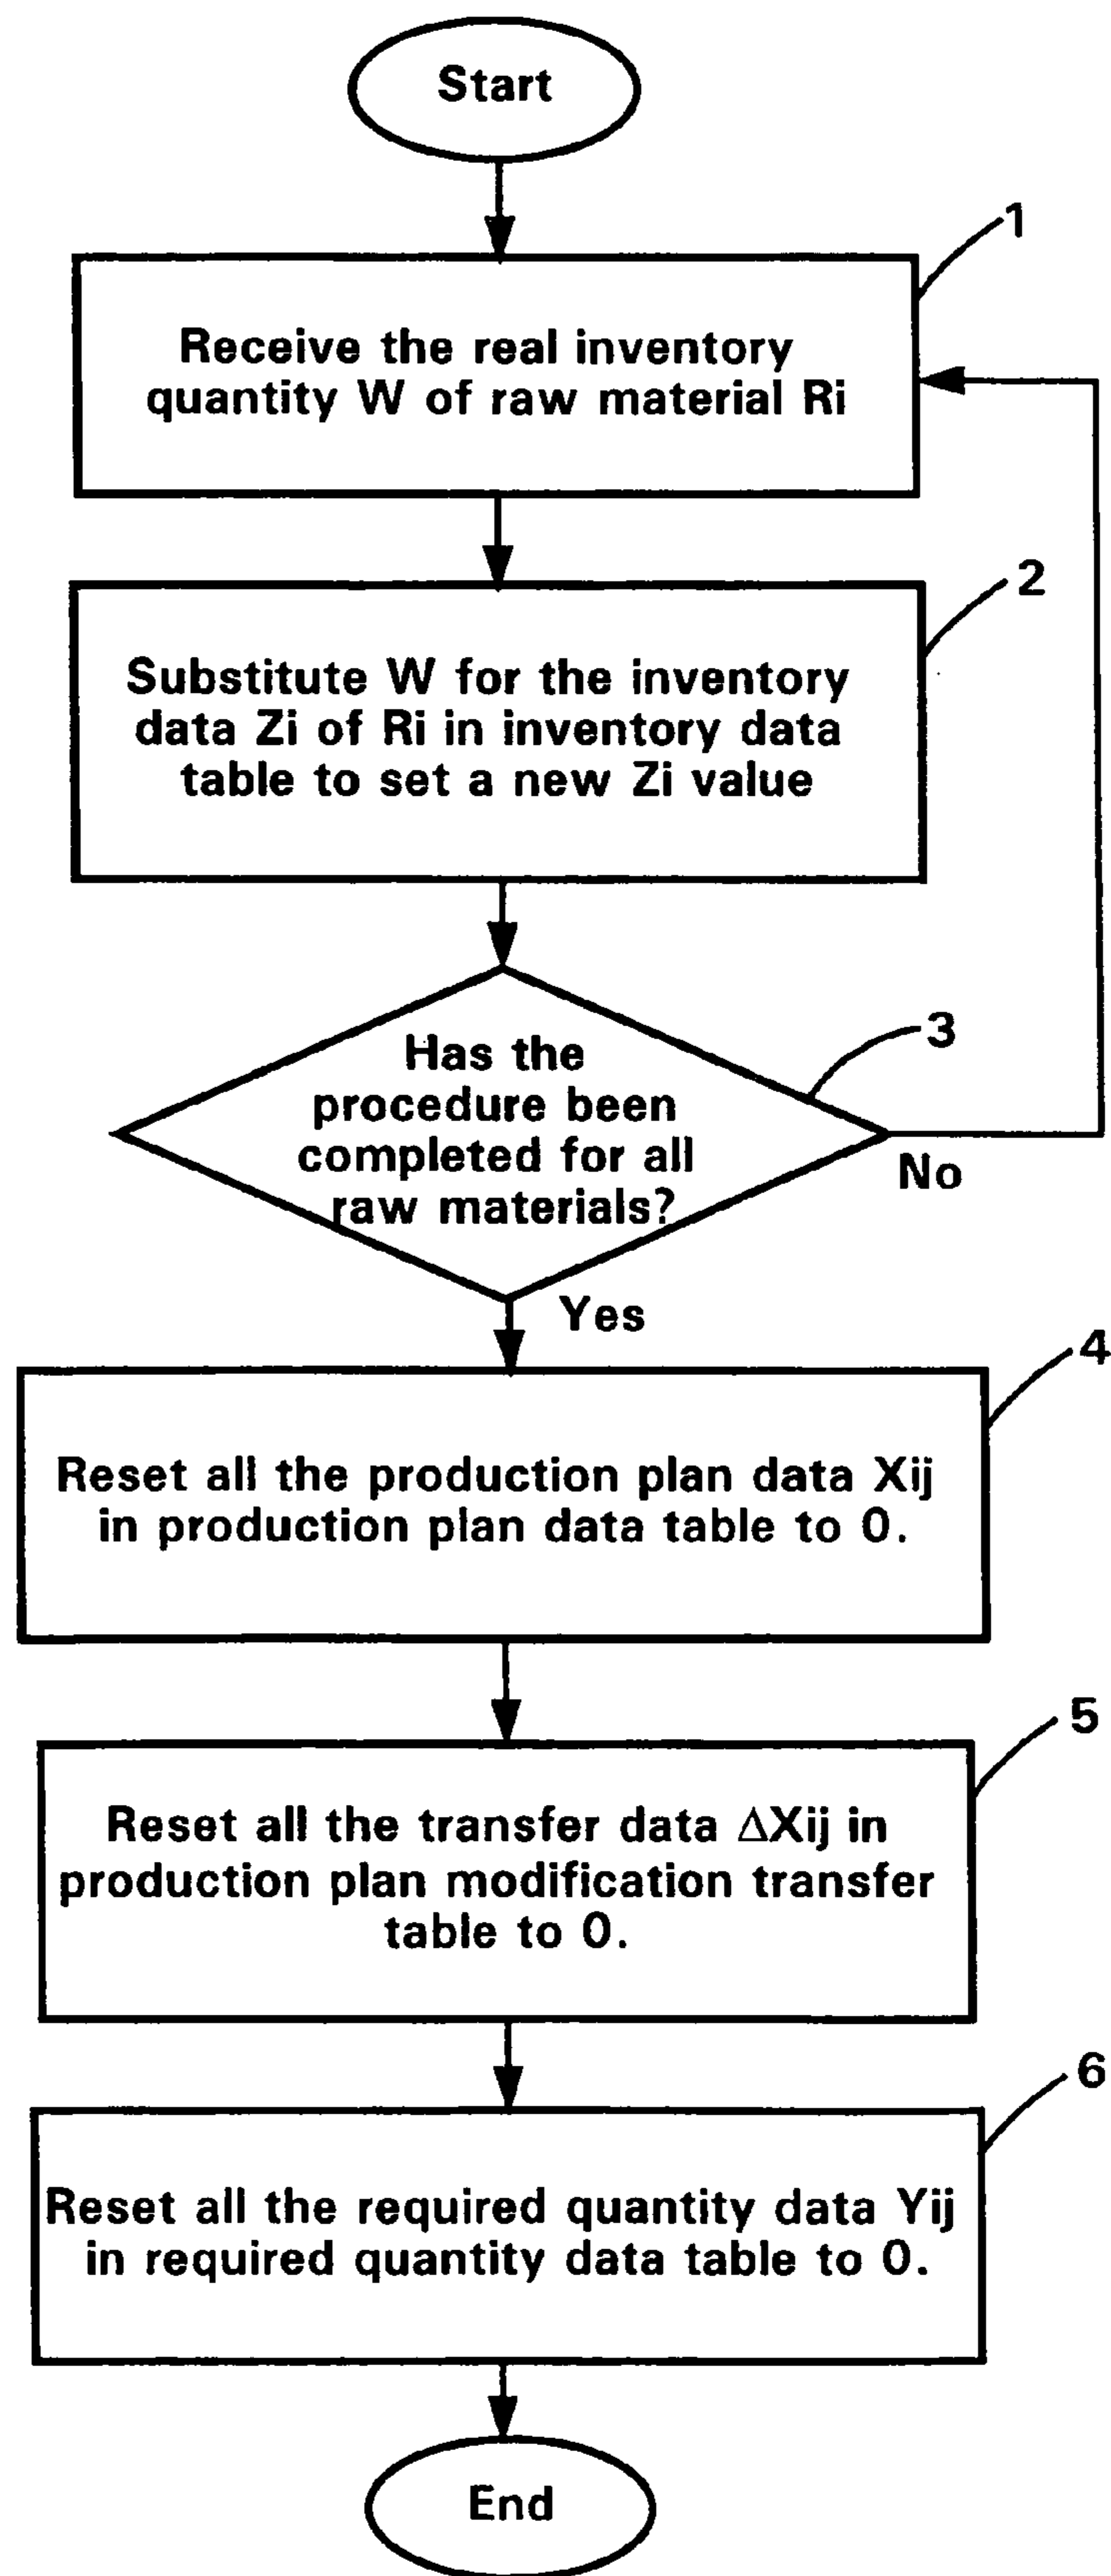 Start
1
Receive the real inventory
quantity W of raw material Ri
2
Substitute W for the inventory
data Zi of Ri in inventory data
table to set a new Zi value
3
Has the
procedure been
completed for all
raw materials?
No
Yes
4
Reset all the production plan data Xij
in production plan data table to 0.
5
Reset all the transfer data ΔXij in
production plan modification transfer
table to 0.
6
Reset all the required quantity data Yij
in required quantity data table to 0.
End